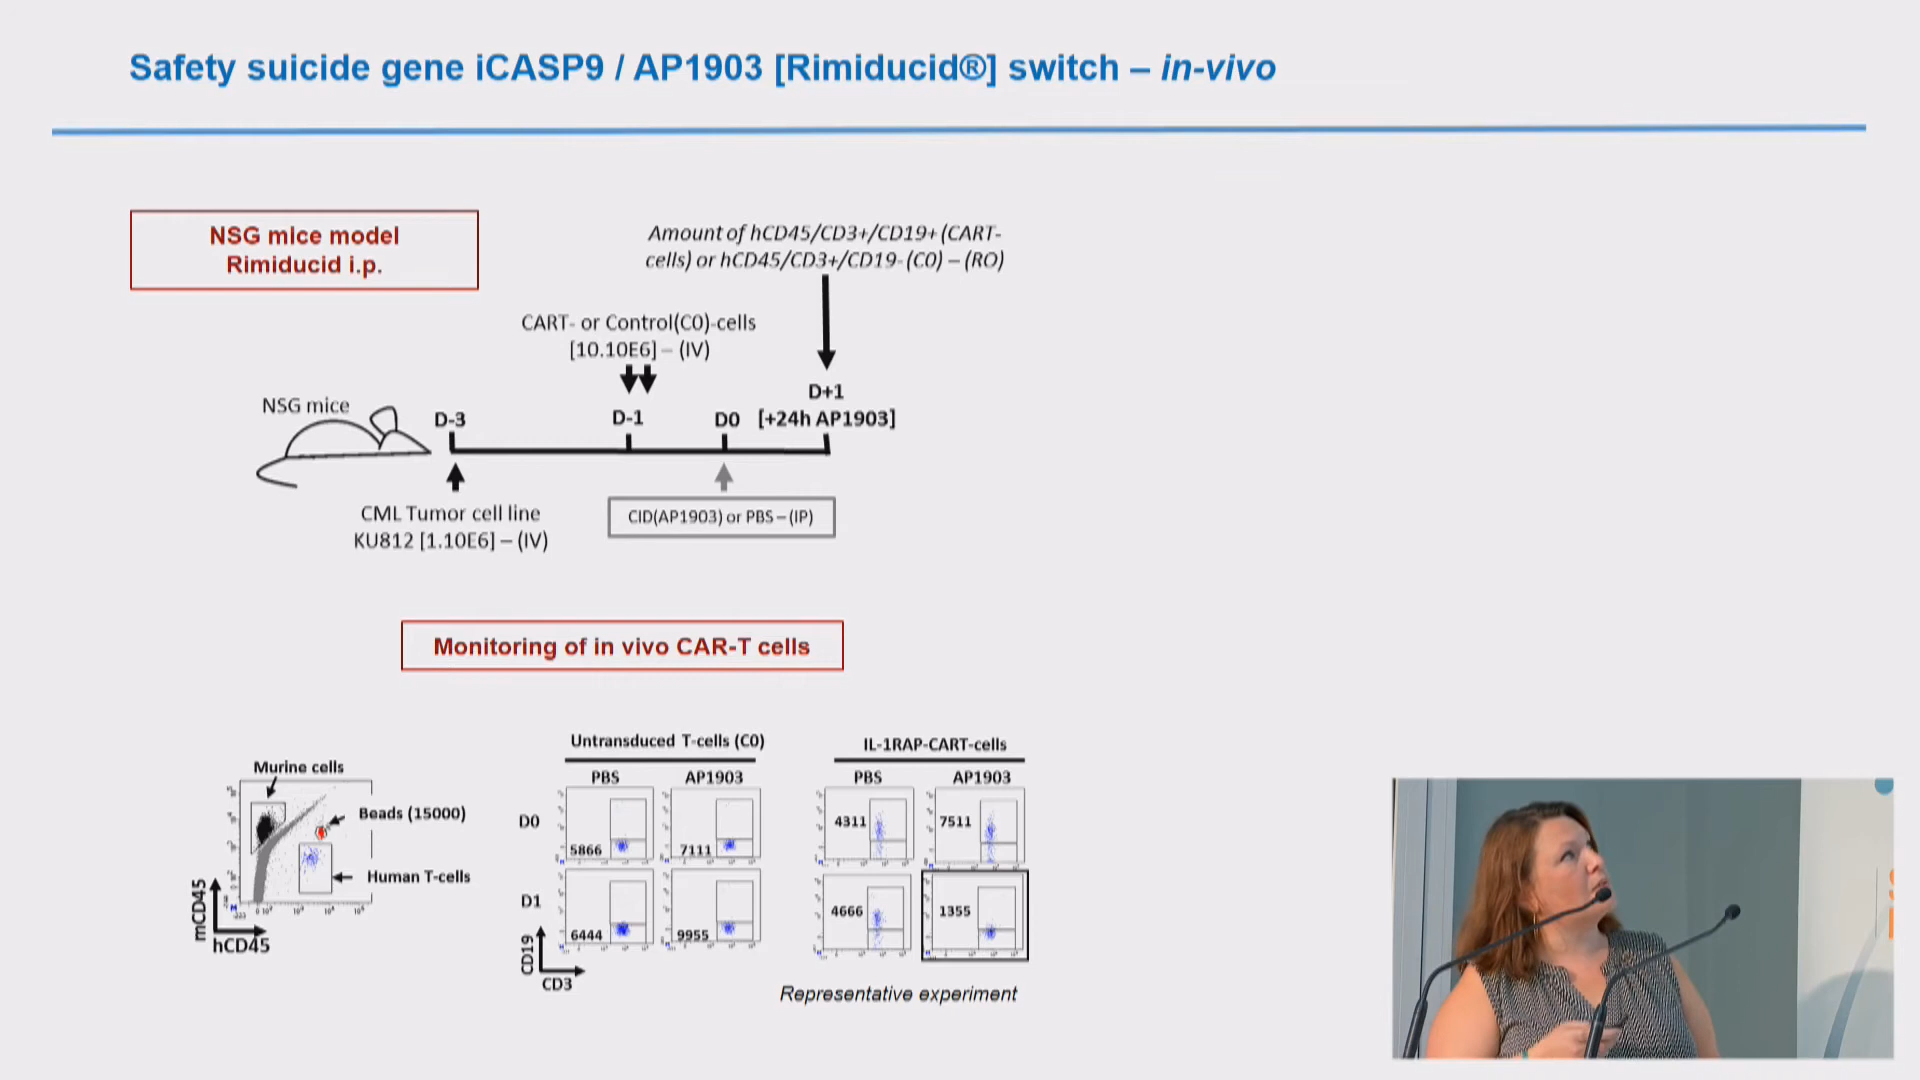 Safety suicide gene iCASP9 / AP1903 [Rimiducid®] switch – in-vivo
NSG mice model
Rimiducid i.p.
Amount of hCD45/CD3+/CD19+ (CART-
cells) or hCD45/CD3+/CD19- (C0) – (RO)
CART- or Control(C0)-cells
[10.10E6] – (IV)
NSG mice
D-3
D-1
D0
D+1
[+24h AP1903]
CML Tumor cell line
KU812 [1.10E6] – (IV)
CID(AP1903) or PBS – (IP)
Monitoring of in vivo CAR-T cells
Murine cells
Beads (15000)
Human T-cells
mCD45
hCD45
Untransduced T-cells (C0)
PBS
AP1903
IL-1RAP-CART-cells
PBS
AP1903
D0
5866
7111
4311
7511
D1
6444
9955
4666
1355
CD19
CD3
Representative experiment